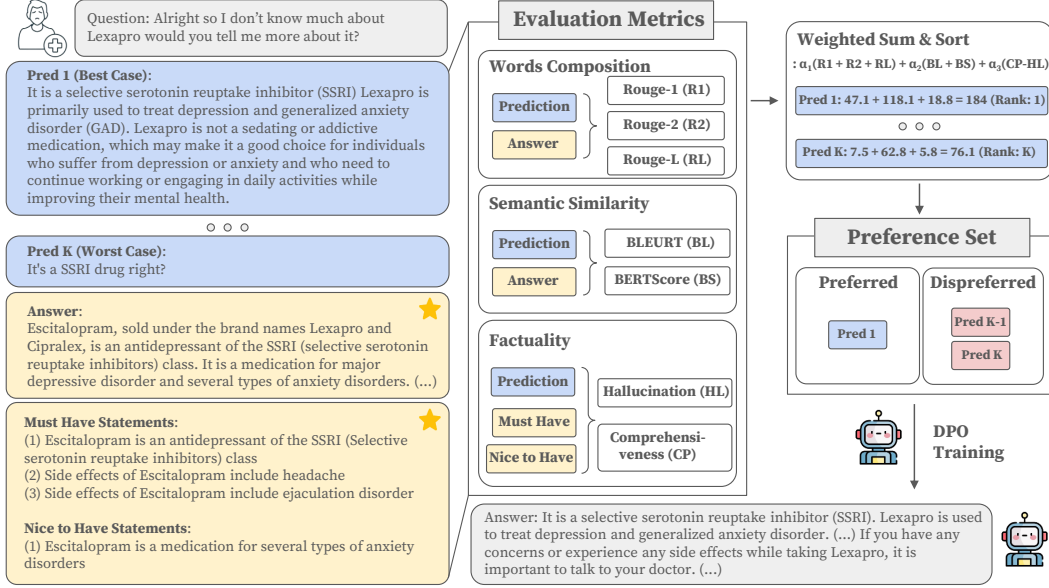 Question: Alright so I don't know much about
Lexapro would you tell me more about it?
Pred 1 (Best Case):
It is a selective serotonin reuptake inhibitor (SSRI) Lexapro is
primarily used to treat depression and generalized anxiety
disorder (GAD). Lexapro is not a sedating or addictive
medication, which may make it a good choice for individuals
who suffer from depression or anxiety and who need to
continue working or engaging in daily activities while
improving their mental health.
Pred K (Worst Case):
It's a SSRI drug right?
Answer:
Escitalopram, sold under the brand names Lexapro and
Cipralex, is an antidepressant of the SSRI (selective serotonin
reuptake inhibitors) class. It is a medication for major
depressive disorder and several types of anxiety disorders. (...)
Must Have Statements:
(1) Escitalopram is an antidepressant of the SSRI (Selective
serotonin reuptake inhibitors) class
(2) Side effects of Escitalopram include headache
(3) Side effects of Escitalopram include ejaculation disorder
Nice to Have Statements:
(1) Escitalopram is a medication for several types of anxiety
disorders
Evaluation Metrics
Words Composition
Prediction
Answer
Rouge-1 (R1)
Rouge-2 (R2)
Rouge-L (RL)
Semantic Similarity
Prediction
Answer
BLEURT (BL)
BERTScore (BS)
Factuality
Prediction
Must Have
Nice to Have
Hallucination (HL)
Comprehensi-
veness (CP)
Weighted Sum & Sort
: α₁(R1 + R2 + RL) + α₂(BL + BS) + α₃(CP-HL)
Pred 1: 47.1 + 118.1 + 18.8 = 184 (Rank: 1)
Pred K: 7.5 + 62.8 + 5.8 = 76.1 (Rank: K)
Preference Set
Preferred
Pred 1
Dispreferred
Pred K-1
Pred K
DPO
Training
Answer: It is a selective serotonin reuptake inhibitor (SSRI). Lexapro is used
to treat depression and generalized anxiety disorder. (...) If you have any
concerns or experience any side effects while taking Lexapro, it is
important to talk to your doctor. (...)